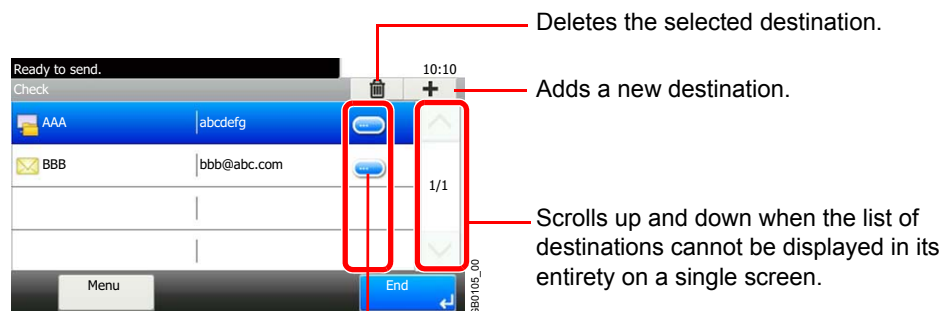 Deletes the selected destination.
Ready to send.
10:10
Check
Adds a new destination.
AAA abcdefg
BBB bbb@abc.com
1/1
Scrolls up and down when the list of
destinations cannot be displayed in its
entirety on a single screen.
Menu
End